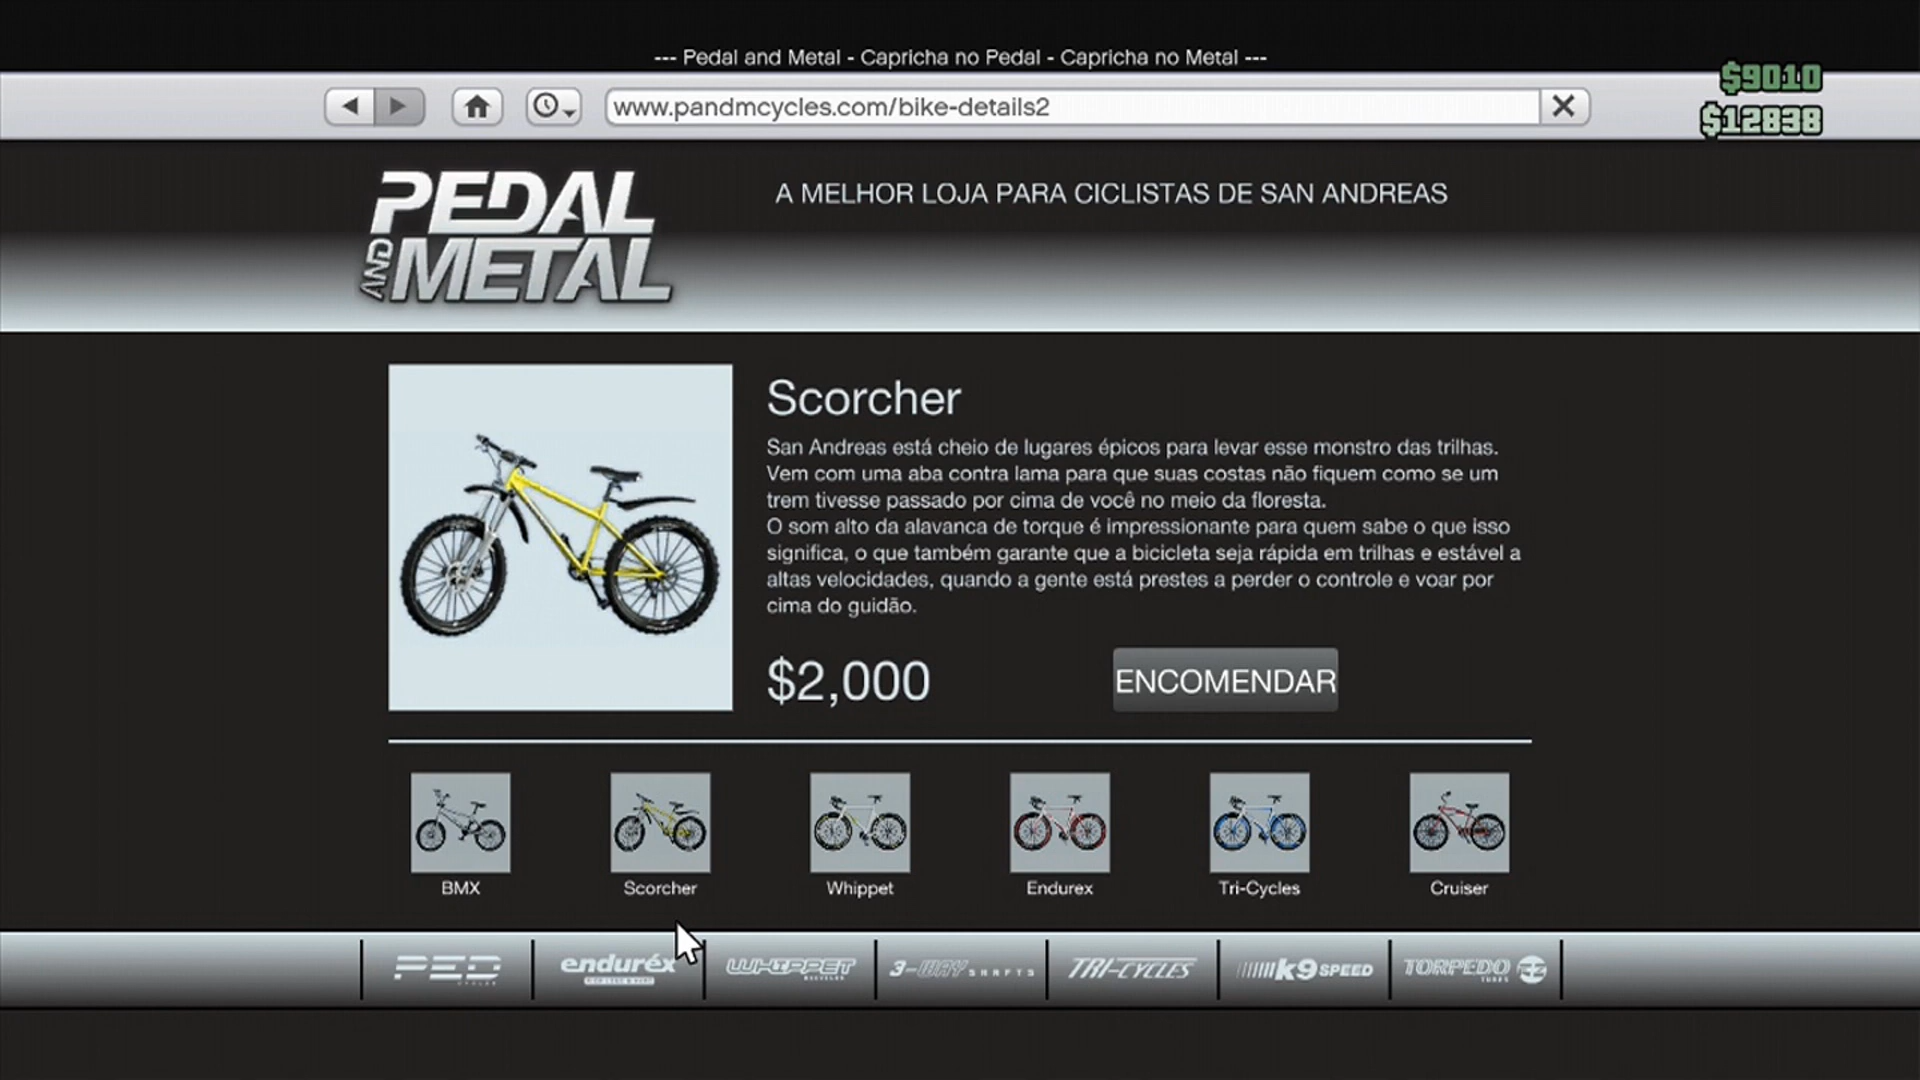 --- Pedal and Metal - Capricha no Pedal - Capricha no Metal ---
$9010
www.pandmcycles.com/bike-details2
$12838
PEDAL
AND METAL
A MELHOR LOJA PARA CICLISTAS DE SAN ANDREAS
Scorcher
San Andreas está cheio de lugares épicos para levar esse monstro das trilhas.
Vem com uma aba contra lama para que suas costas não fiquem como se um
trem tivesse passado por cima de você no meio da floresta.
O som alto da alavanca de torque é impressionante para quem sabe o que isso
significa, o que também garante que a bicicleta seja rápida em trilhas e estável a
altas velocidades, quando a gente está prestes a perder o controle e voar por
cima do guidão.
$2,000
ENCOMENDAR
BMX
Scorcher
Whippet
Endurex
Tri-Cycles
Cruiser
PED
CYCLES
enduréx
WHIPPET
BICYCLES
3-WAY SHAFTS
TRI-CYCLES
k9 SPEED
TORPEDO
TUBES